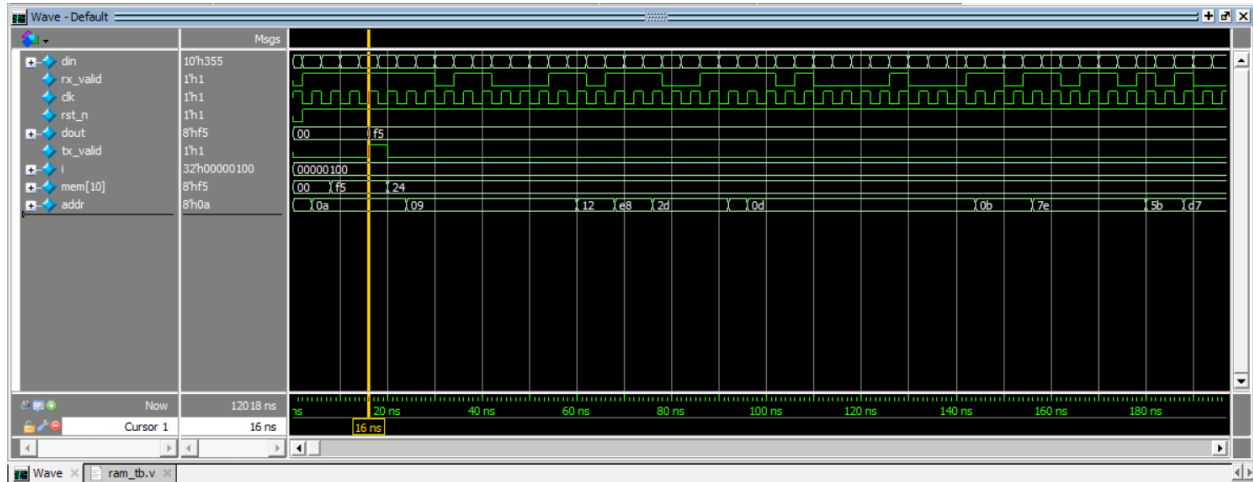 Wave - Default
Msgs
din 10'h355
rx_valid 1'h1
clk 1'h1
rst_n 1'h1
dout 8'hf5 00 f5
tx_valid 1'h1
i 32'h00000100 00000100
mem[10] 8'hf5 00 f5 24
addr 8'h0a 0a 09 12 e8 2d 0d 0b 7e 5b d7
Now 12018 ns ns 20 ns 40 ns 60 ns 80 ns 100 ns 120 ns 140 ns 160 ns 180 ns
Cursor 1 16 ns 16 ns
Wave ram_tb.v